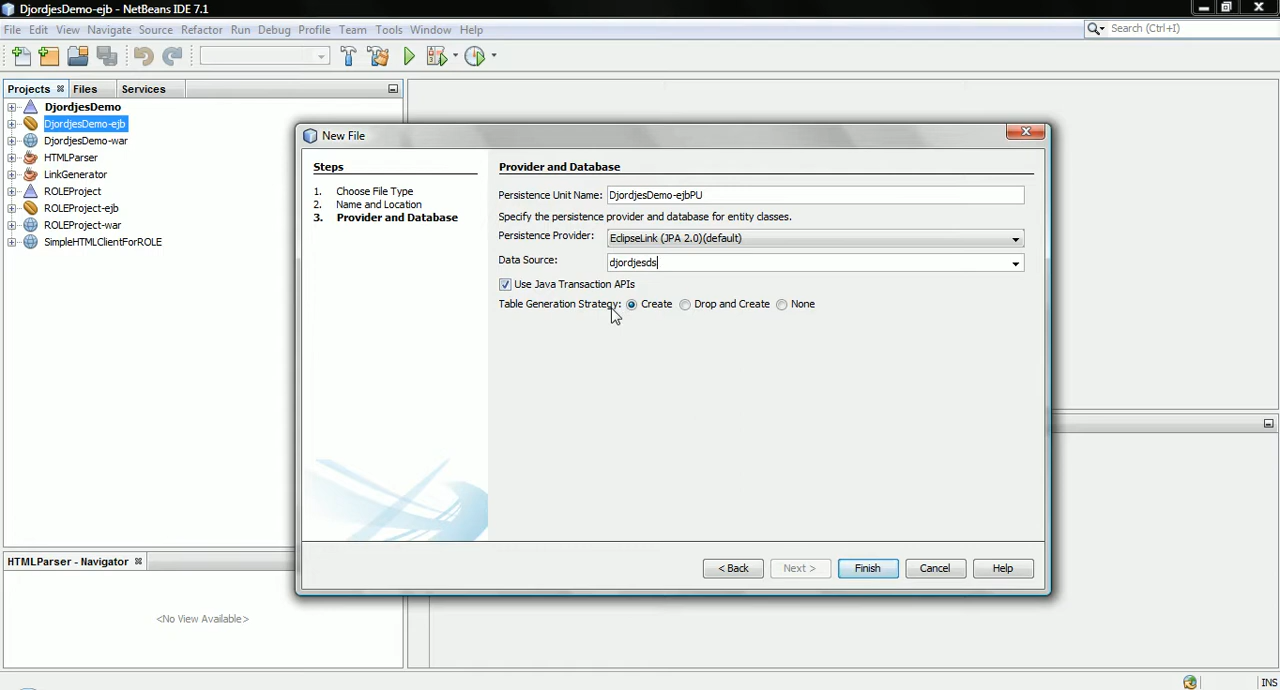 DjordjesDemo-ejb - NetBeans IDE 7.1
File Edit View Navigate Source Refactor Run Debug Profile Team Tools Window Help
Search (Ctrl+I)
Projects Files Services
DjordjesDemo
DjordjesDemo-ejb
DjordjesDemo-war
HTMLParser
LinkGenerator
ROLEProject
ROLEProject-ejb
ROLEProject-war
SimpleHTMLClientForROLE
HTMLParser - Navigator
<No View Available>
New File
Steps
1. Choose File Type
2. Name and Location
3. Provider and Database
Provider and Database
Persistence Unit Name: DjordjesDemo-ejbPU
Specify the persistence provider and database for entity classes.
Persistence Provider: EclipseLink (JPA 2.0)(default)
Data Source: djordjesds
Use Java Transaction APIs
Table Generation Strategy: Create Drop and Create None
< Back Next > Finish Cancel Help
INS